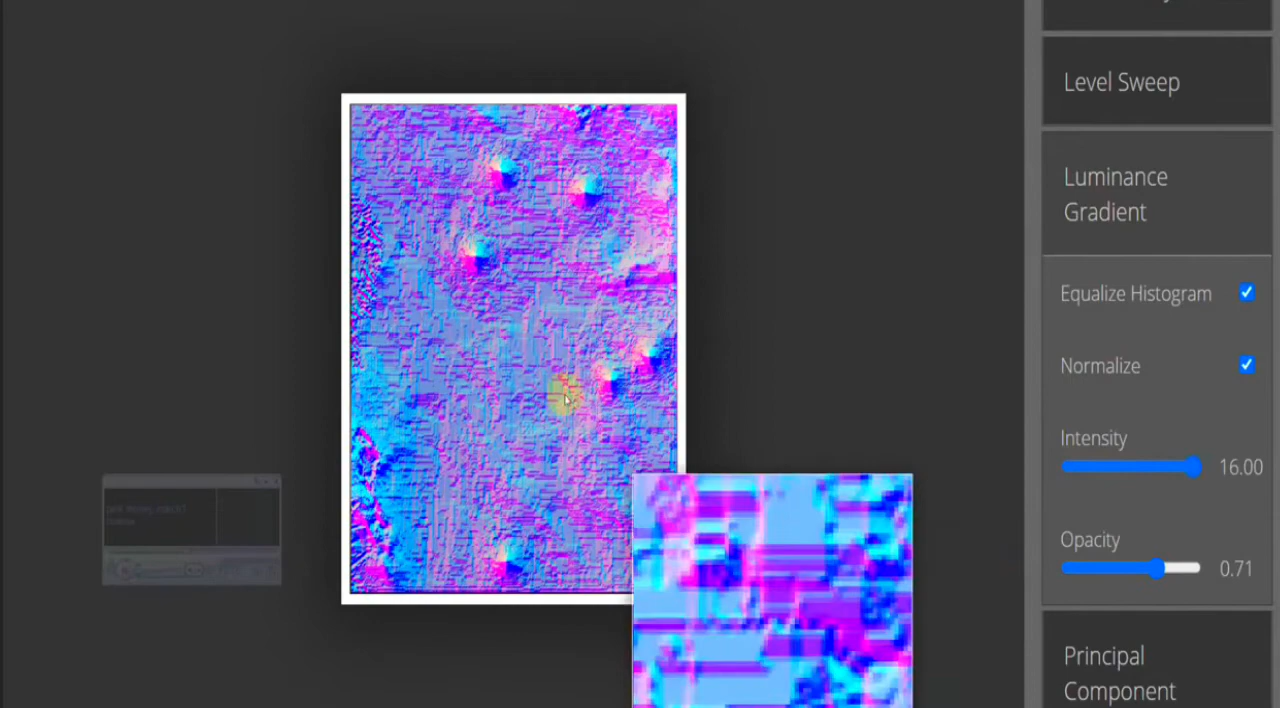 Level Sweep
Luminance
Gradient
Equalize Histogram
Normalize
Intensity
16.00
Opacity
0.71
Principal
Component